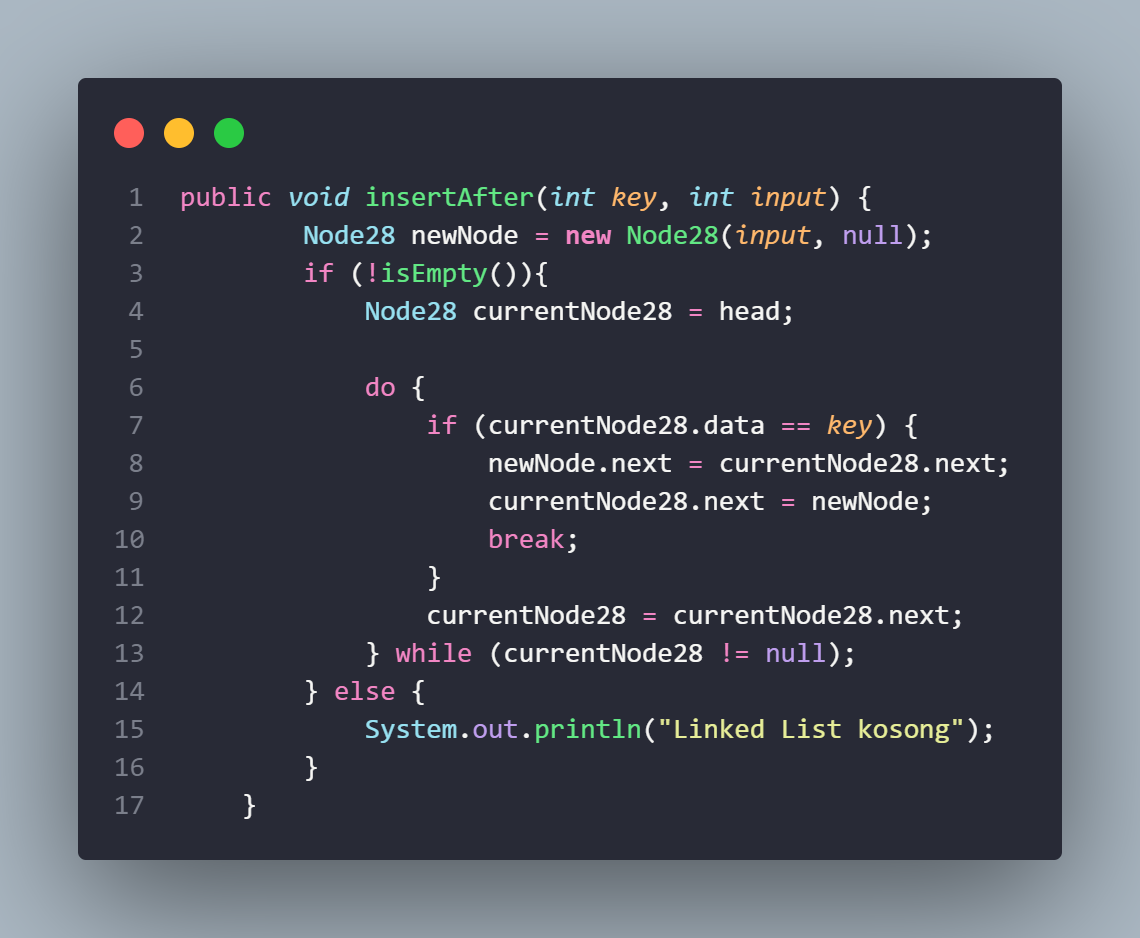 1 public void insertAfter(int key, int input) {
2         Node28 newNode = new Node28(input, null);
3         if (!isEmpty()){
4             Node28 currentNode28 = head;
5
6             do {
7                 if (currentNode28.data == key) {
8                     newNode.next = currentNode28.next;
9                     currentNode28.next = newNode;
10                     break;
11                 }
12                 currentNode28 = currentNode28.next;
13             } while (currentNode28 != null);
14         } else {
15             System.out.println("Linked List kosong");
16         }
17     }